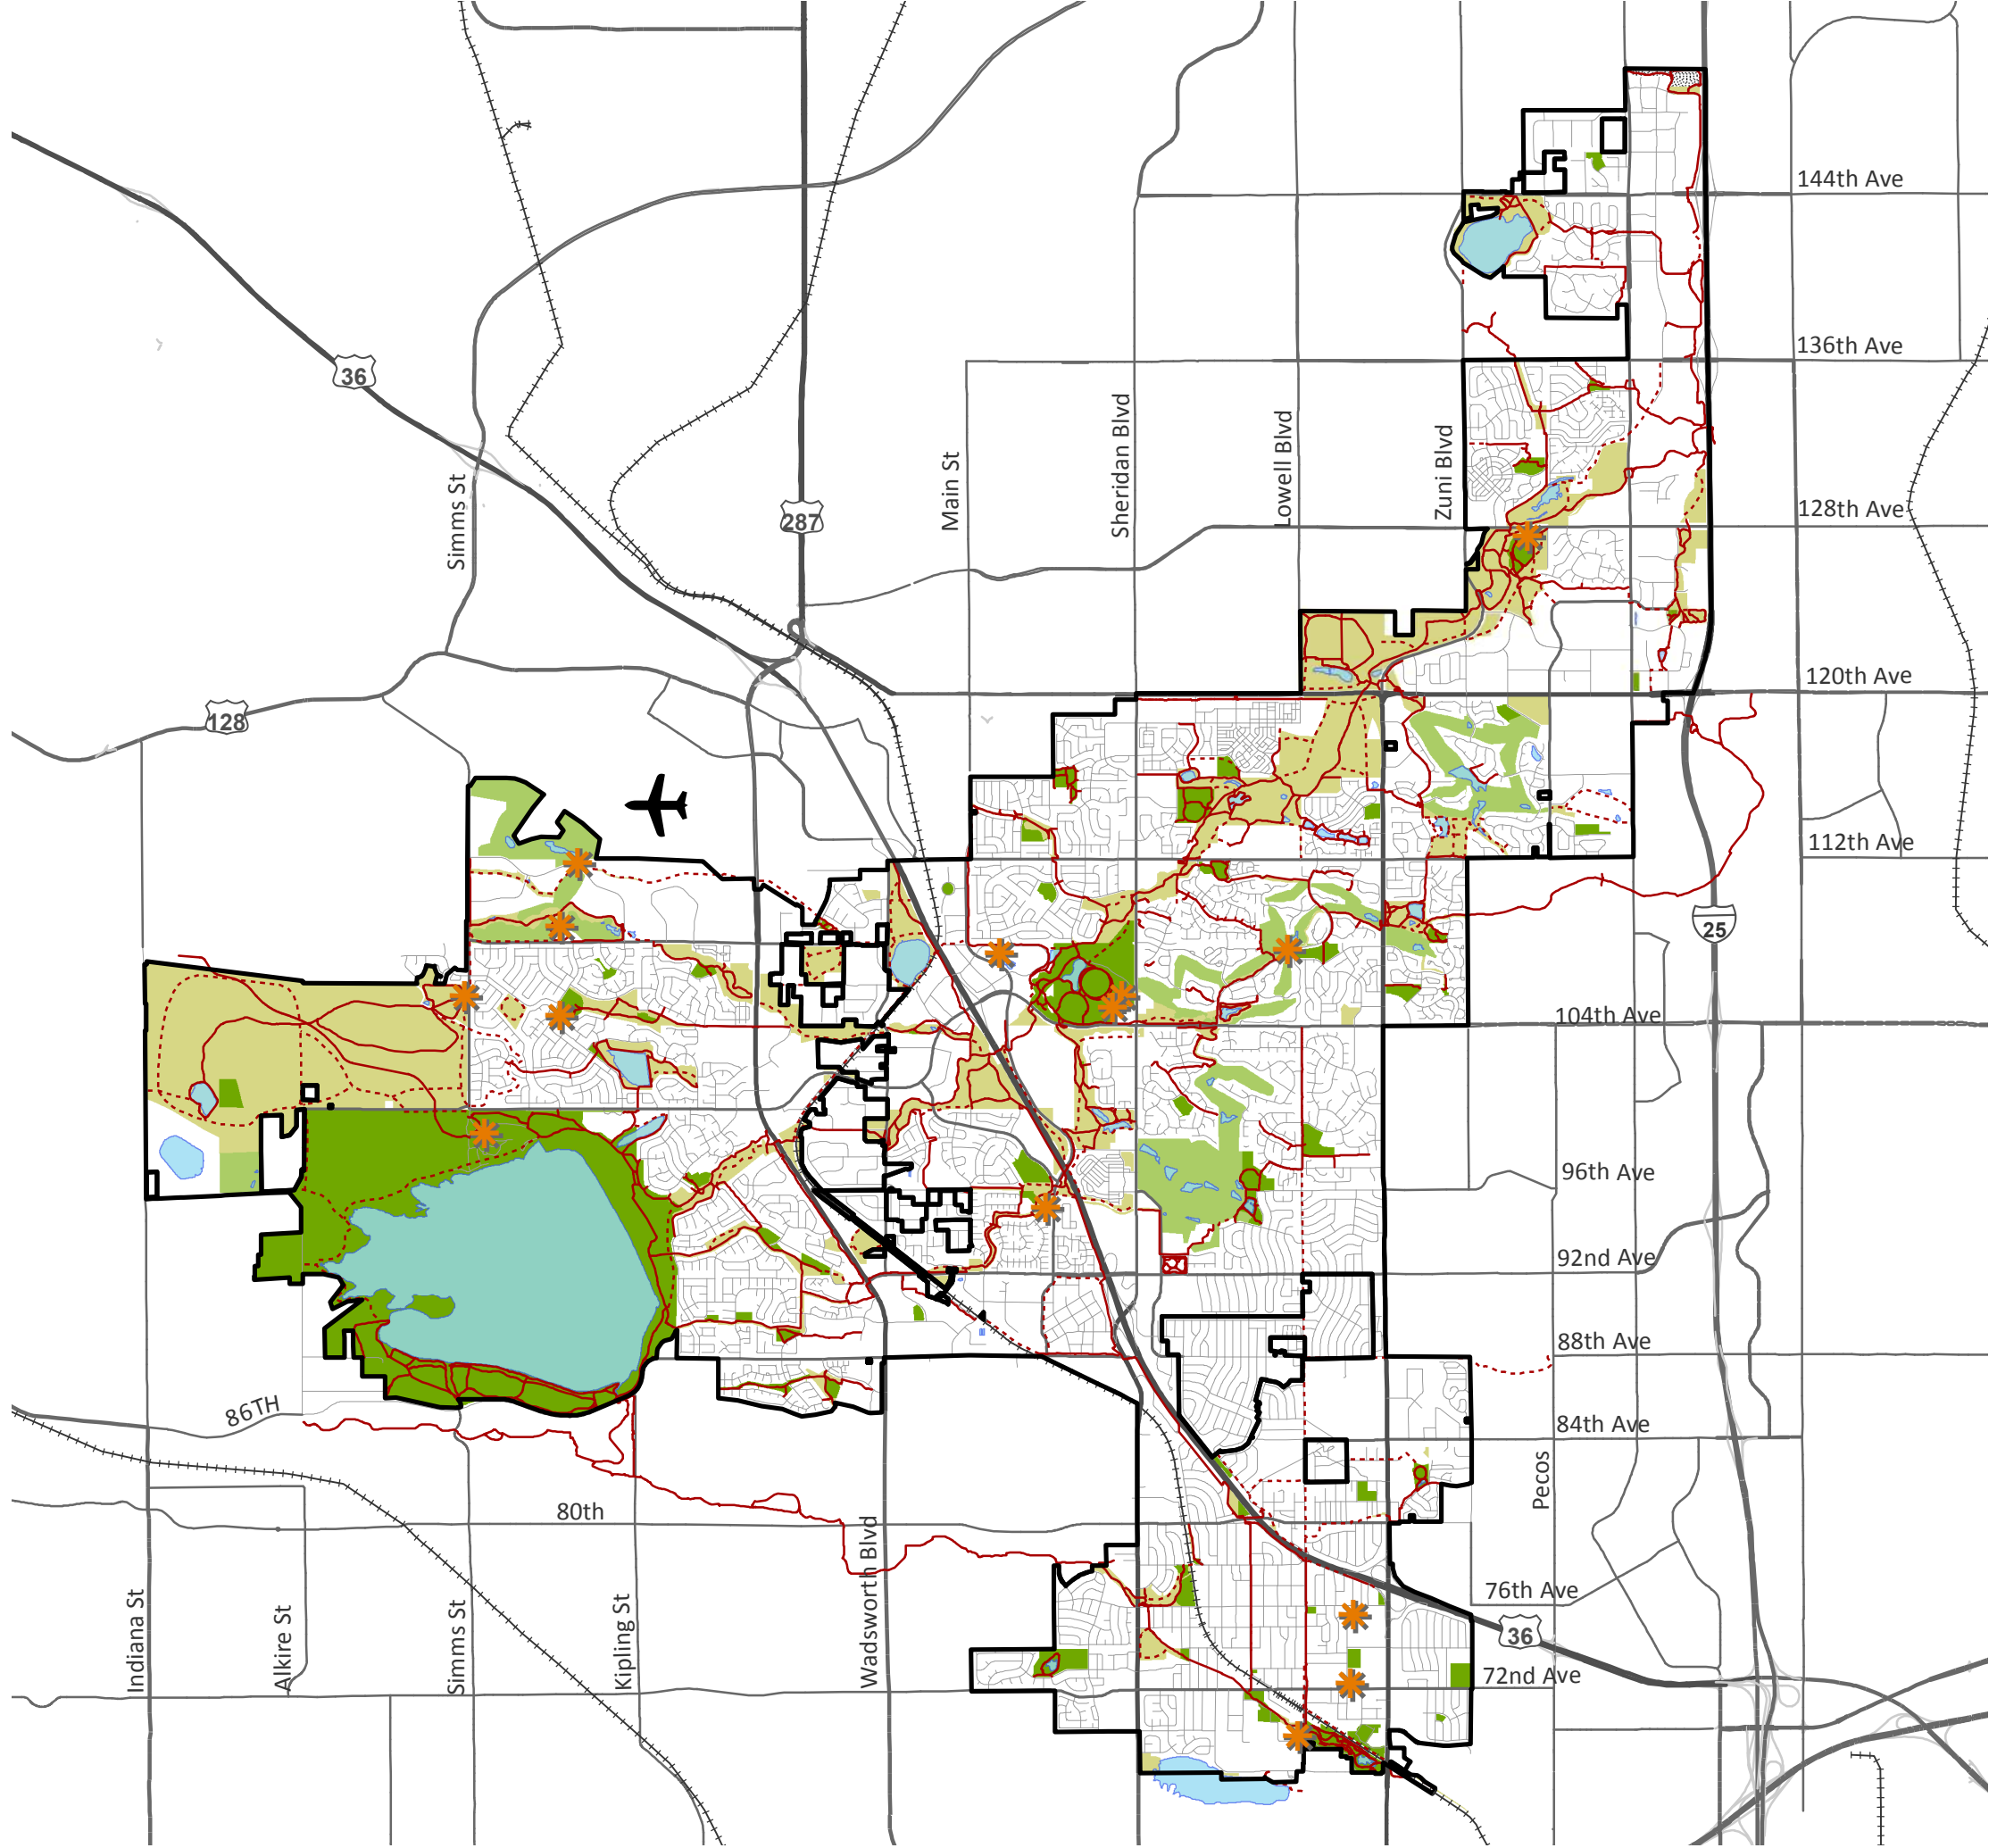 144th Ave
136th Ave
36
Sheridan Blvd
Lowell Blvd
Zuni Blvd
Main St
Simms St
287
128th Ave
120th Ave
128
112th Ave
25
104th Ave
96th Ave
92nd Ave
88th Ave
86TH
84th Ave
Pecos
80th
Wadsworth Blvd
76th Ave
Indiana St
Alkire St
Simms St
Kipling St
36
72nd Ave